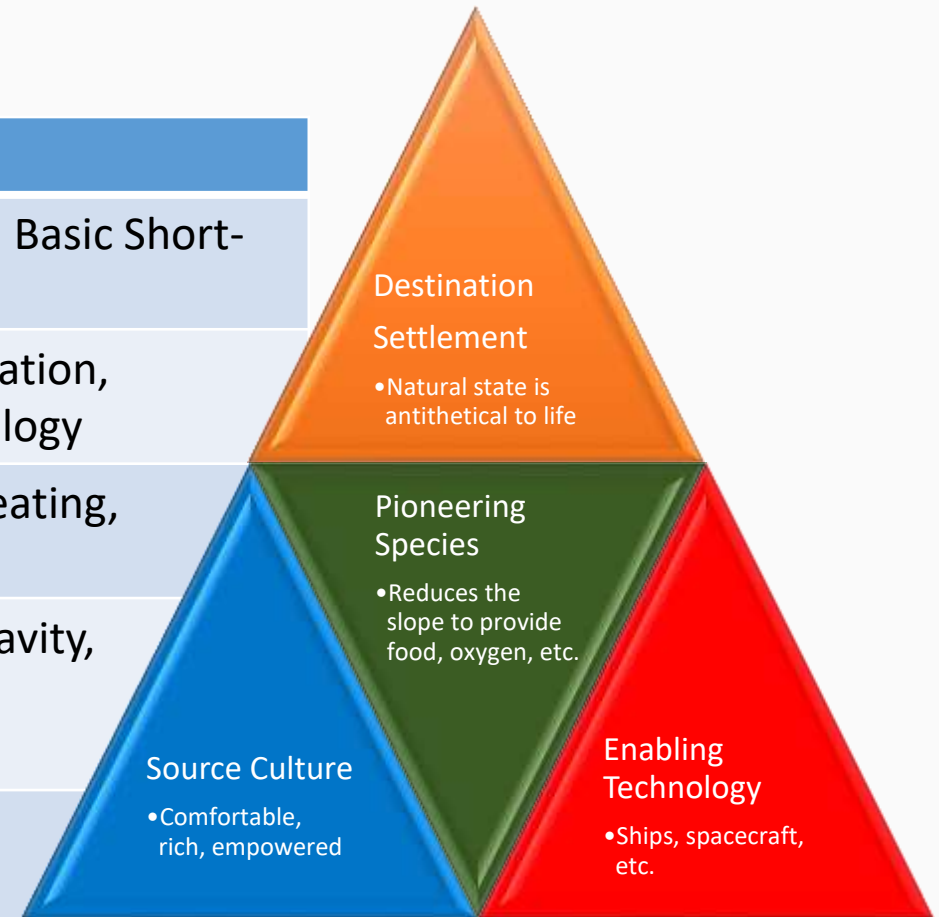 Basic Short-
ation,
logy
eating,
avity,
Destination
Settlement
•Natural state is
antithetical to life
Pioneering
Species
•Reduces the
slope to provide
food, oxygen, etc.
Source Culture
•Comfortable,
rich, empowered
Enabling
Technology
•Ships, spacecraft,
etc.